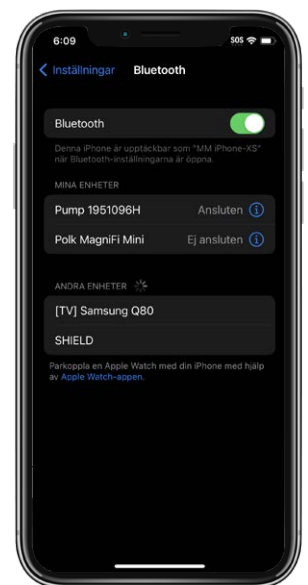 6:09
SOS
Inställningar Bluetooth
Bluetooth
Denna iPhone är upptäckbar som "MM iPhone-XS"
när Bluetooth-inställningarna är öppna.
MINA ENHETER
Pump 1951096H Ansluten
Polk MagniFi Mini Ej ansluten
ANDRA ENHETER
[TV] Samsung Q80
SHIELD
Parkoppla en Apple Watch med din iPhone med hjälp
av Apple Watch-appen.